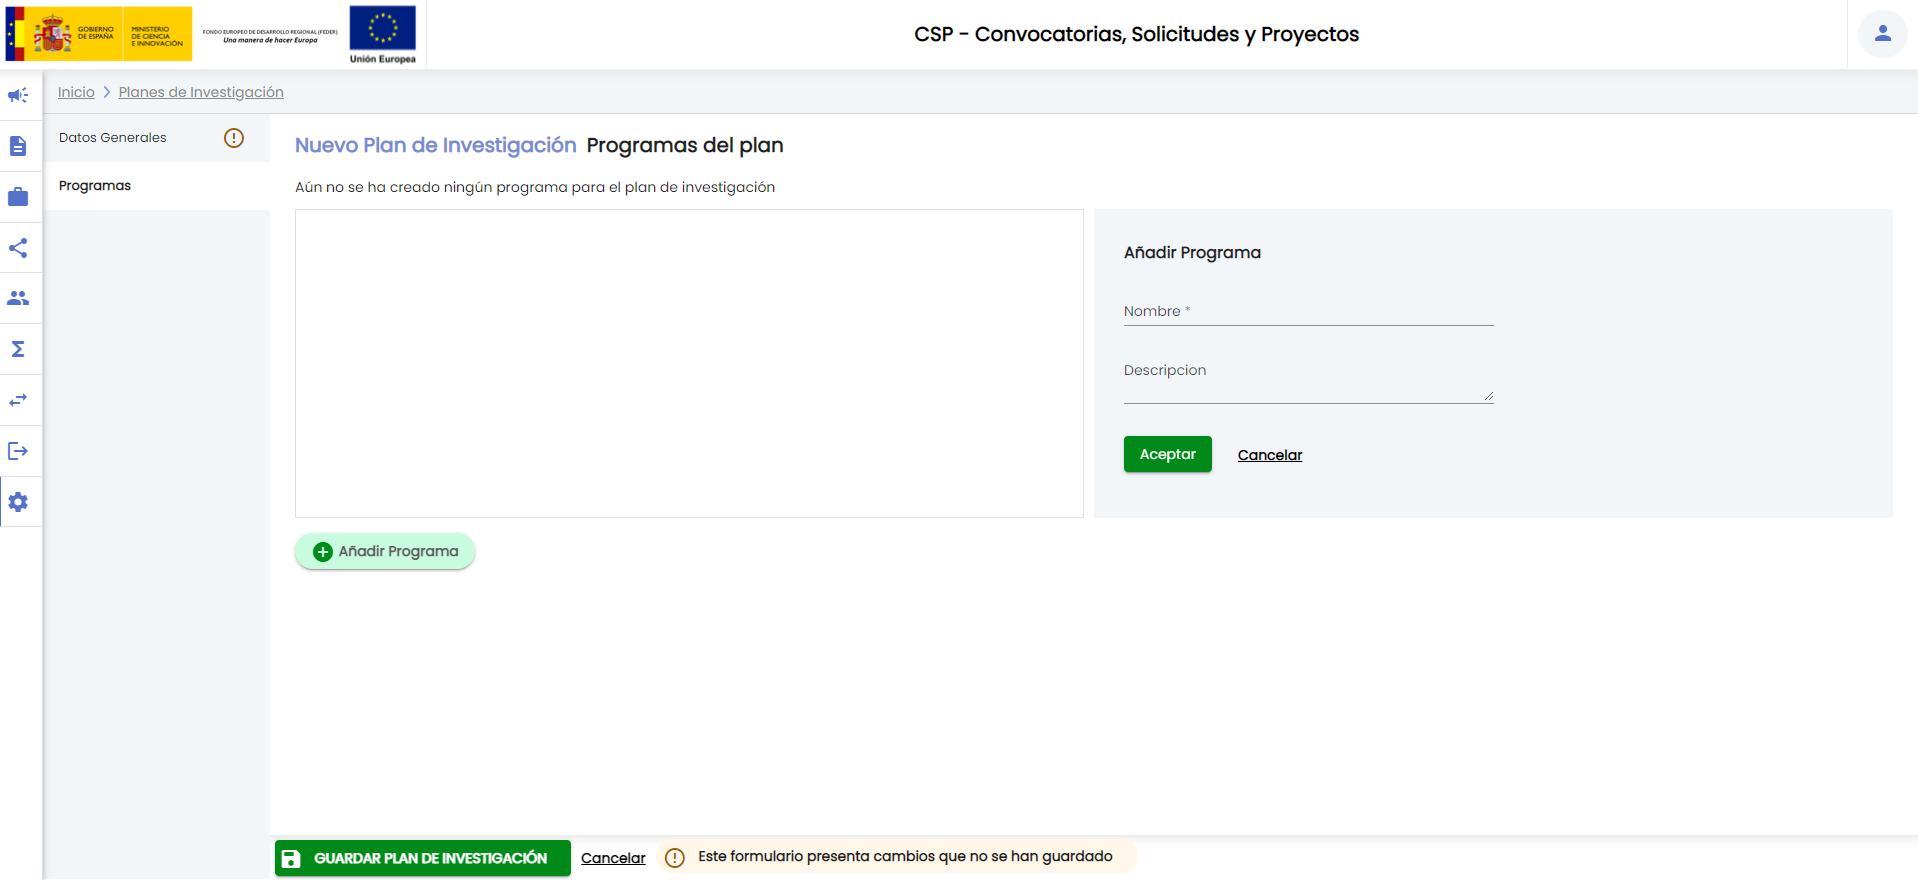 GOBIERNO
DE ESPAÑA
MINISTERIO
DE CIENCIA
E INNOVACIÓN
FONDO EUROPEO DE DESARROLLO REGIONAL (FEDER)
Una manera de hacer Europa
Unión Europea
CSP - Convocatorias, Solicitudes y Proyectos
Inicio > Planes de Investigación
Datos Generales
Programas
Nuevo Plan de Investigación Programas del plan
Aún no se ha creado ningún programa para el plan de investigación
Añadir Programa
Nombre *
Descripcion
Aceptar Cancelar
Añadir Programa
GUARDAR PLAN DE INVESTIGACIÓN Cancelar Este formulario presenta cambios que no se han guardado